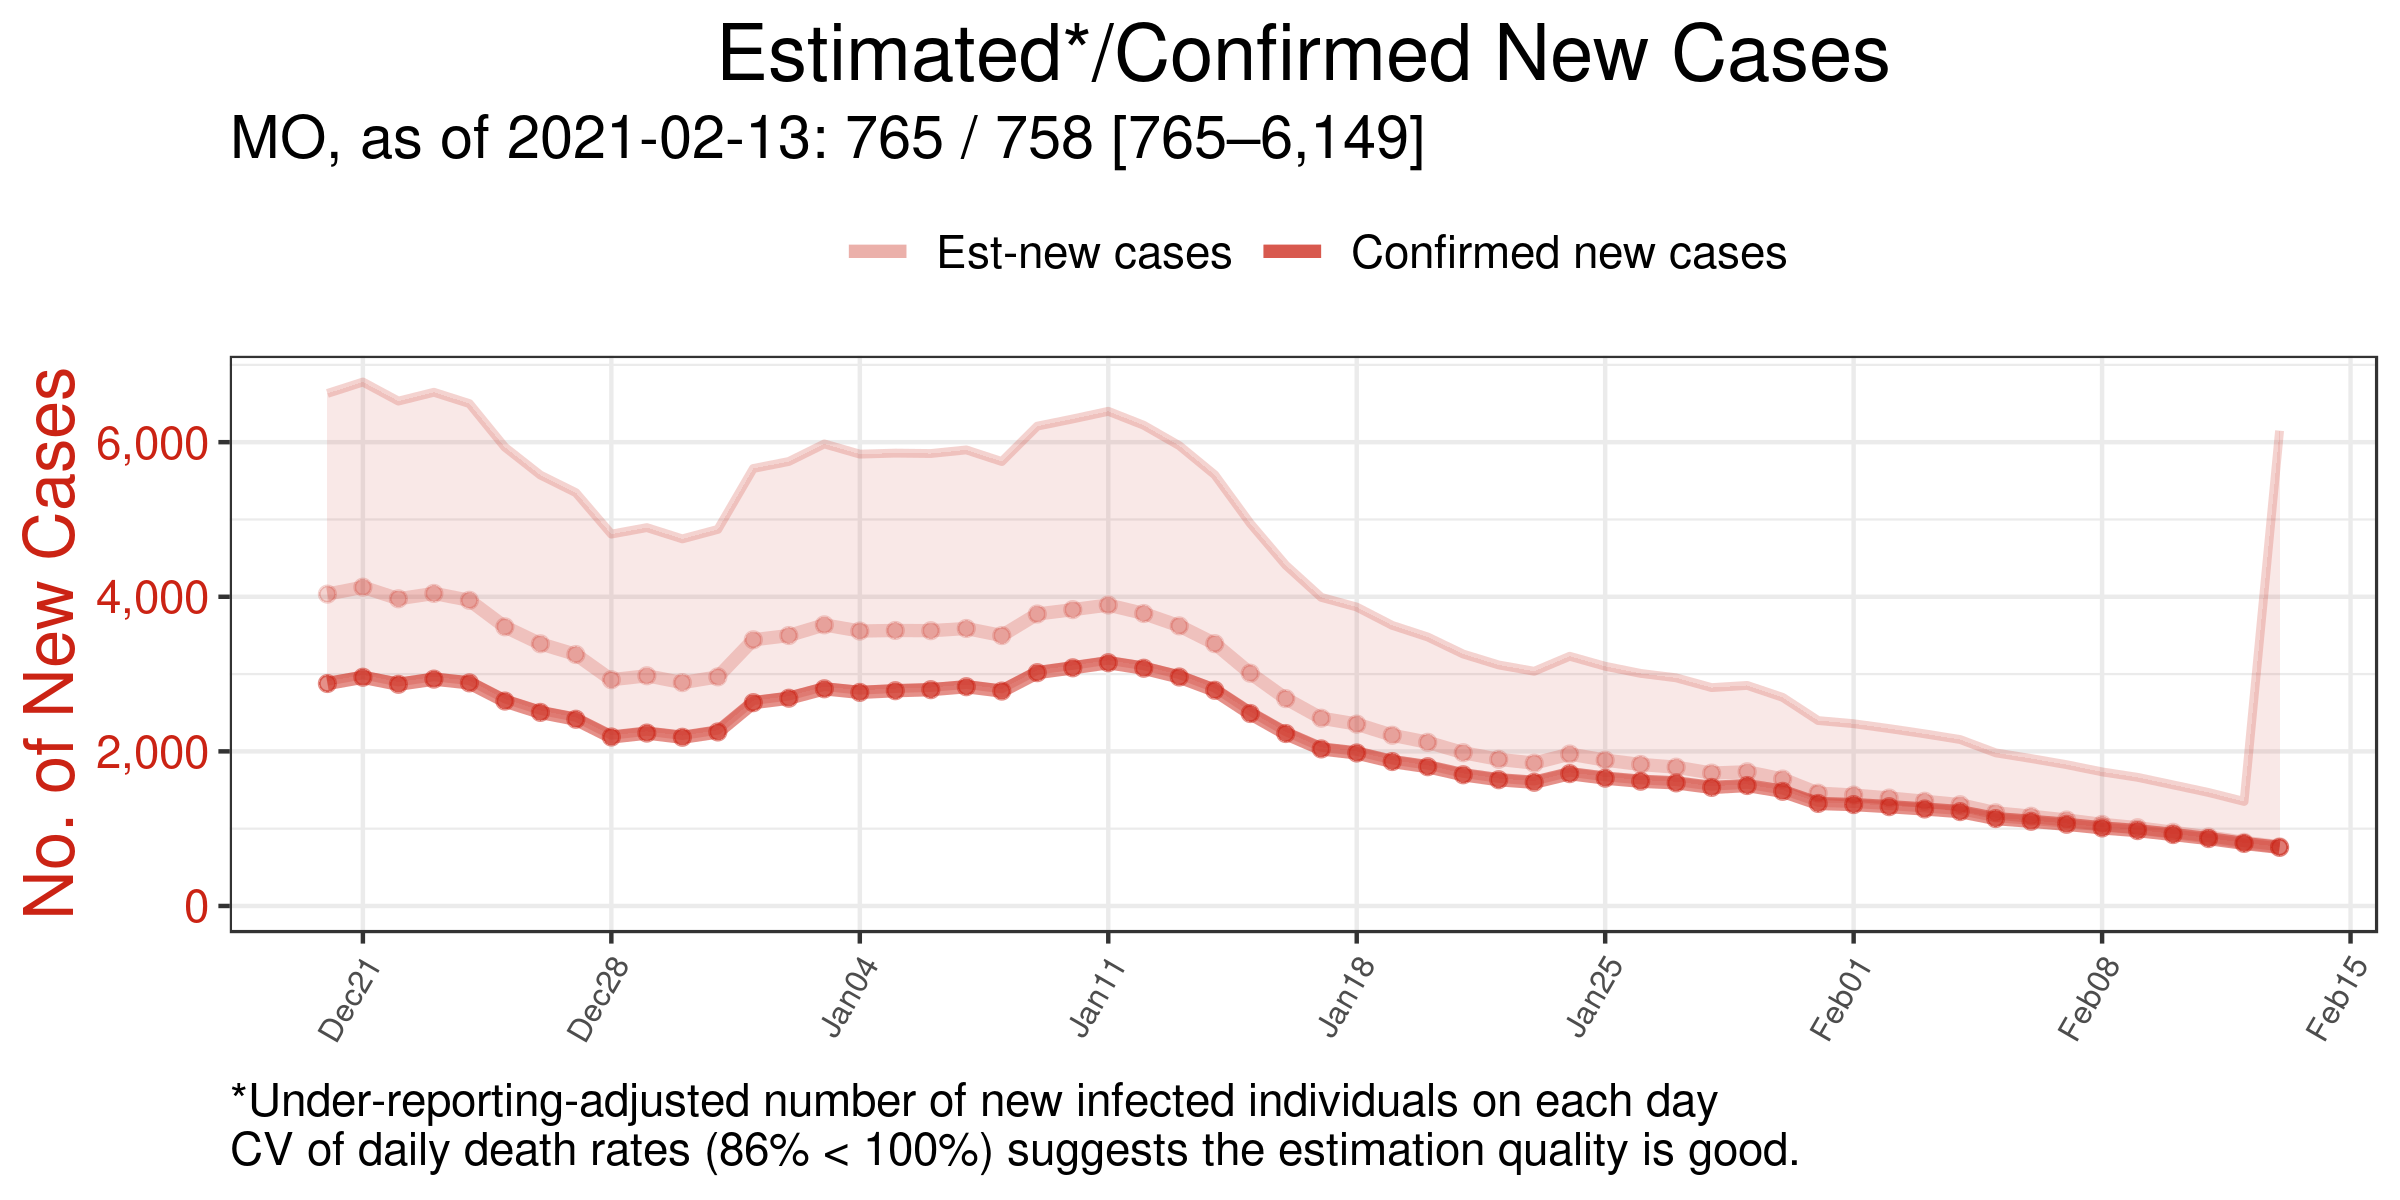 Estimated*/Confirmed New Cases
MO, as of 2021-02-13: 765 / 758 [765–6,149]
Est-new cases
Confirmed new cases
No. of New Cases
6,000
4,000
2,000
0
Dec21
Dec28
Jan04
Jan11
Jan18
Jan25
Feb01
Feb08
Feb15
*Under-reporting-adjusted number of new infected individuals on each day
CV of daily death rates (86% < 100%) suggests the estimation quality is good.